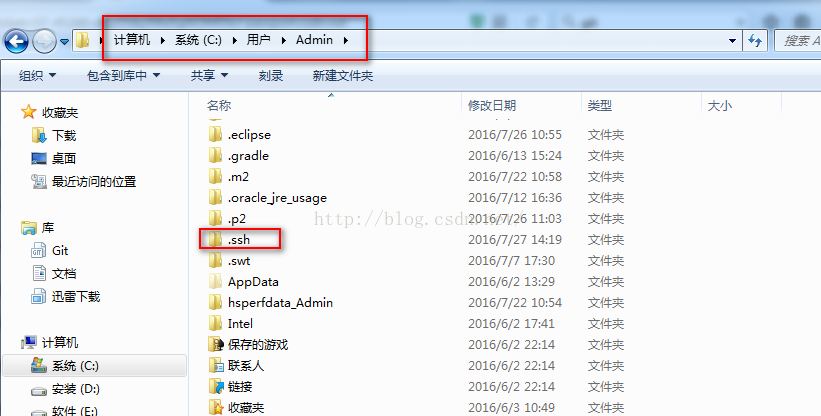 计算机 系统 (C:) 用户 Admin
搜索 A
组织 包含到库中 共享 刻录 新建文件夹
名称 修改日期 类型 大小
收藏夹
下载
桌面
最近访问的位置
库
Git
文档
迅雷下载
计算机
系统 (C:)
安装 (D:)
软件 (E:)
.eclipse 2016/7/26 10:55 文件夹
.gradle 2016/6/13 15:24 文件夹
.m2 2016/7/22 10:58 文件夹
.oracle_jre_usage 2016/7/12 16:36 文件夹
.p2 2016/7/26 11:03 文件夹
.ssh 2016/7/27 14:19 文件夹
.swt 2016/7/7 17:30 文件夹
AppData 2016/6/2 13:29 文件夹
hsperfdata_Admin 2016/7/22 10:54 文件夹
Intel 2016/6/2 17:41 文件夹
保存的游戏 2016/6/2 22:14 文件夹
联系人 2016/6/2 22:14 文件夹
链接 2016/6/2 22:14 文件夹
收藏夹 2016/6/3 10:49 文件夹
http://blog.csdn.net/